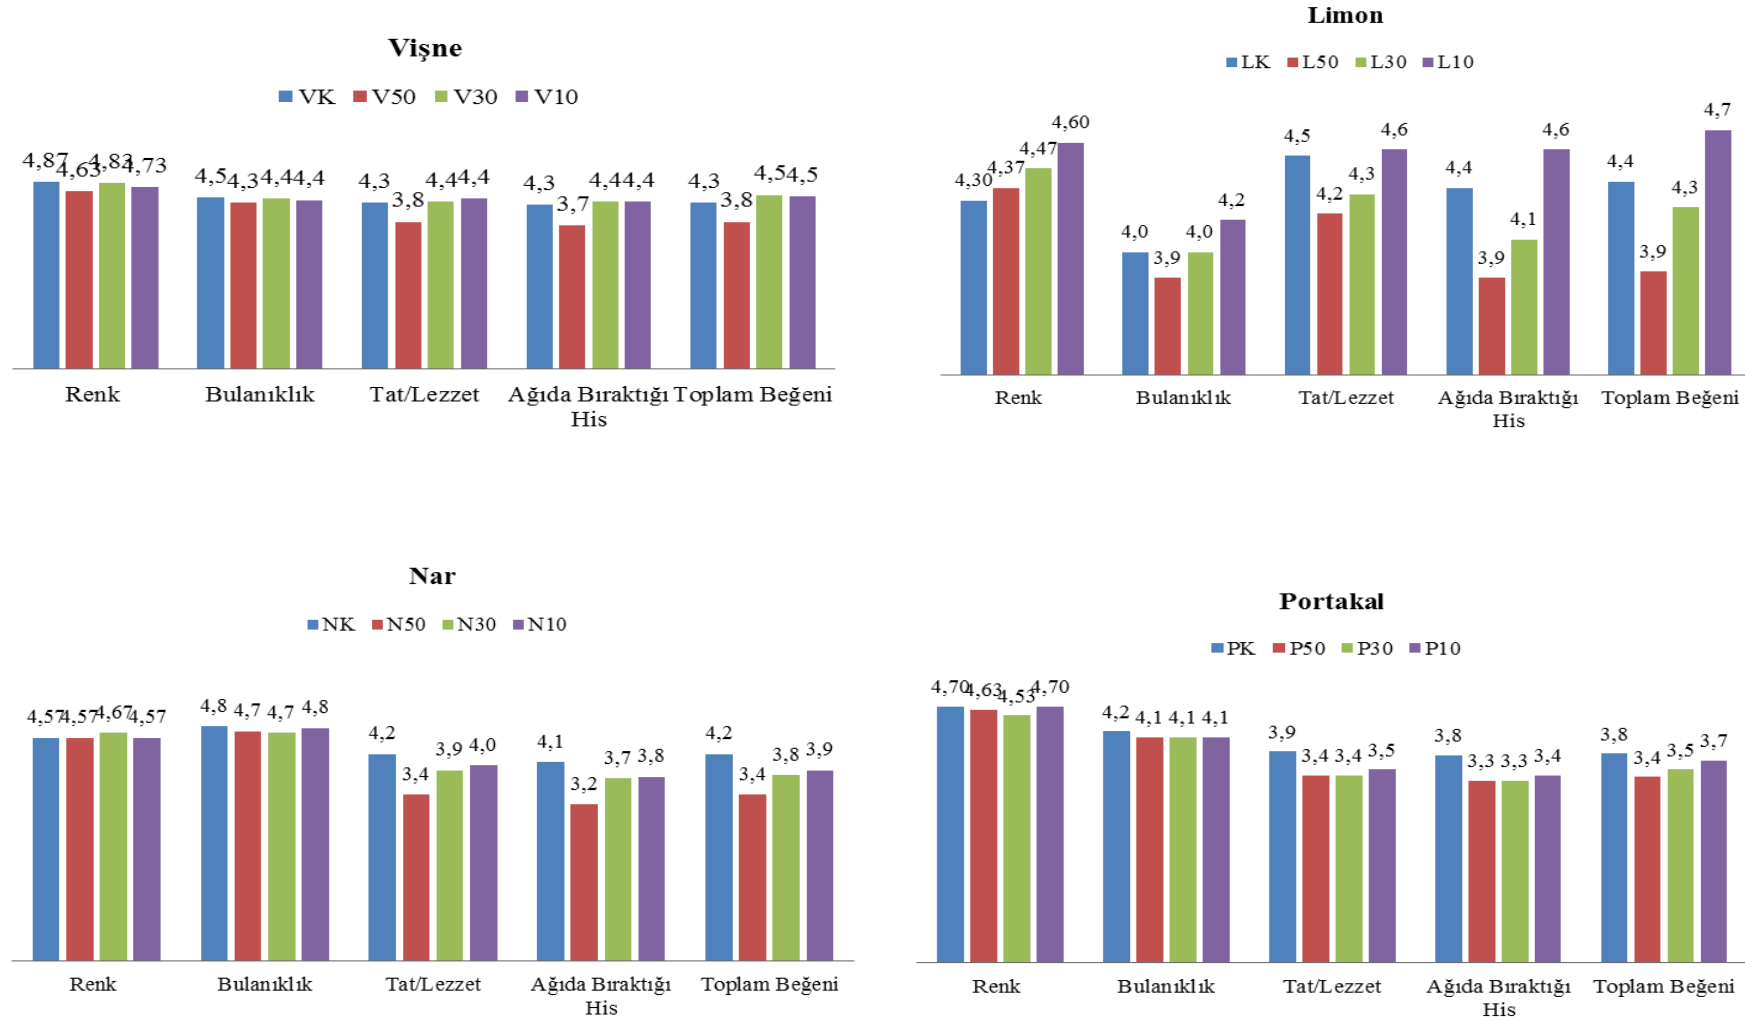 Vişne
VK V50 V30 V10
4,87 4,63 4,83 4,73 4,5 4,3 4,4 4,4 4,3 3,8 4,4 4,4 4,3 3,7 4,4 4,4 4,3 3,8 4,5 4,5
Renk Bulanıklık Tat/Lezzet Ağıda Bıraktığı Toplam Beğeni
His
Limon
LK L50 L30 L10
4,30 4,37 4,47 4,60 4,0 3,9 4,0 4,2 4,5 4,2 4,3 4,6 4,4 3,9 4,1 4,6 4,4 3,9 4,3 4,7
Renk Bulanıklık Tat/Lezzet Ağıda Bıraktığı Toplam Beğeni
His
Nar
NK N50 N30 N10
4,57 4,57 4,67 4,57 4,8 4,7 4,7 4,8 4,2 3,4 3,9 4,0 4,1 3,2 3,7 3,8 4,2 3,4 3,8 3,9
Renk Bulanıklık Tat/Lezzet Ağıda Bıraktığı Toplam Beğeni
His
Portakal
PK P50 P30 P10
4,70 4,63 4,53 4,70 4,2 4,1 4,1 4,1 3,9 3,4 3,4 3,5 3,8 3,3 3,3 3,4 3,8 3,4 3,5 3,7
Renk Bulanıklık Tat/Lezzet Ağıda Bıraktığı Toplam Beğeni
His